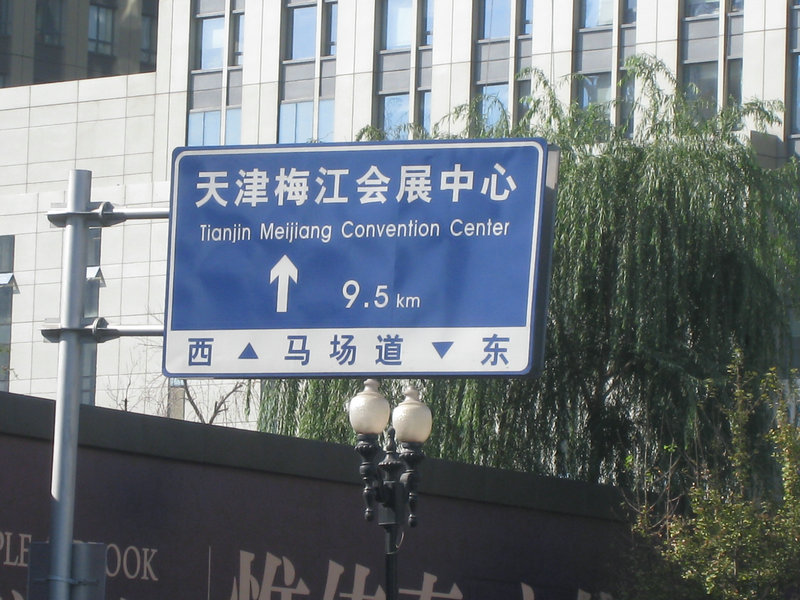 天津梅江会展中心
Tianjin Meijiang Convention Center
↑ 9.5 km
西 ▲ 马场道 ▼ 东